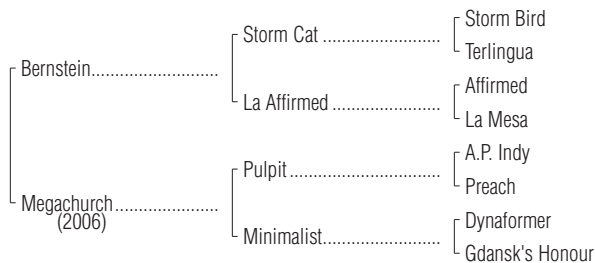 Storm Bird
Storm Cat ........................
Terlingua
Bernstein..........................
Affirmed
La Affirmed ......................
La Mesa
A.P. Indy
Pulpit...............................
Preach
Megachurch.....................
(2006)
Dynaformer
Minimalist........................
Gdansk's Honour